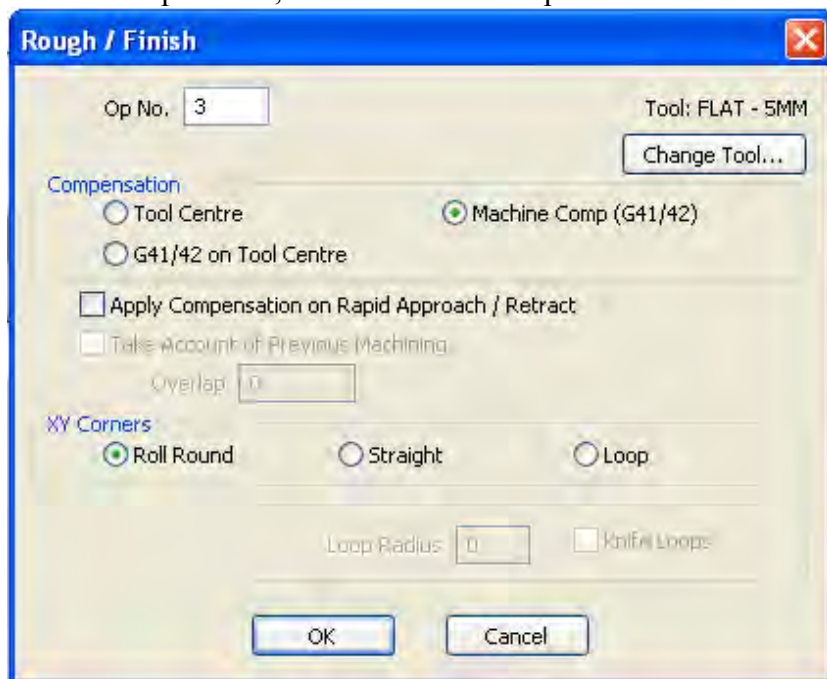 Rough / Finish
Op No. 3 Tool: FLAT - 5MM
Change Tool...
Compensation
Tool Centre Machine Comp (G41/42)
G41/42 on Tool Centre
Apply Compensation on Rapid Approach / Retract
Take Account of Previous Machining
Overlap 0
XY Corners
Roll Round Straight Loop
Loop Radius 0 Knife Loops
OK Cancel